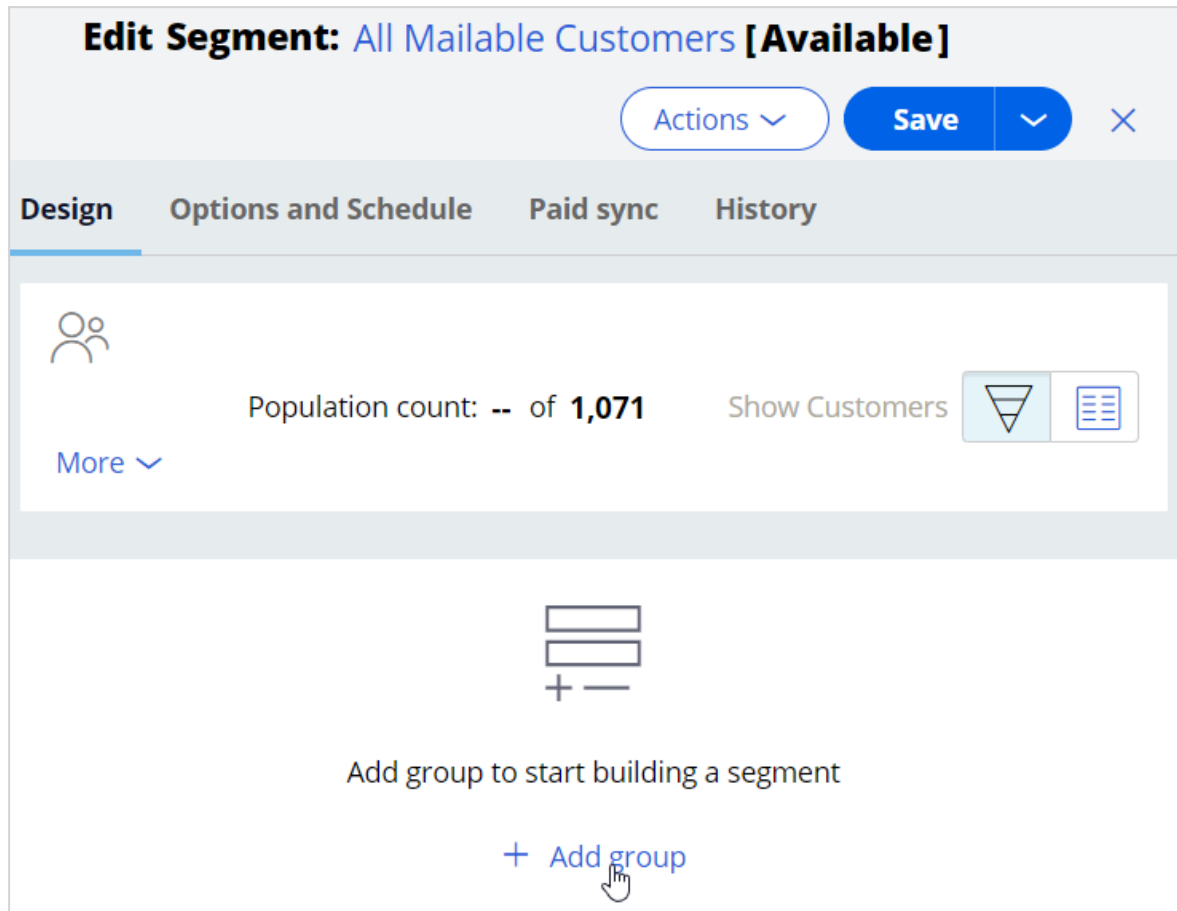 Edit Segment: All Mailable Customers [Available]
Actions Save
Design Options and Schedule Paid sync History
Population count: -- of 1,071 Show Customers
More
Add group to start building a segment
+ Add group